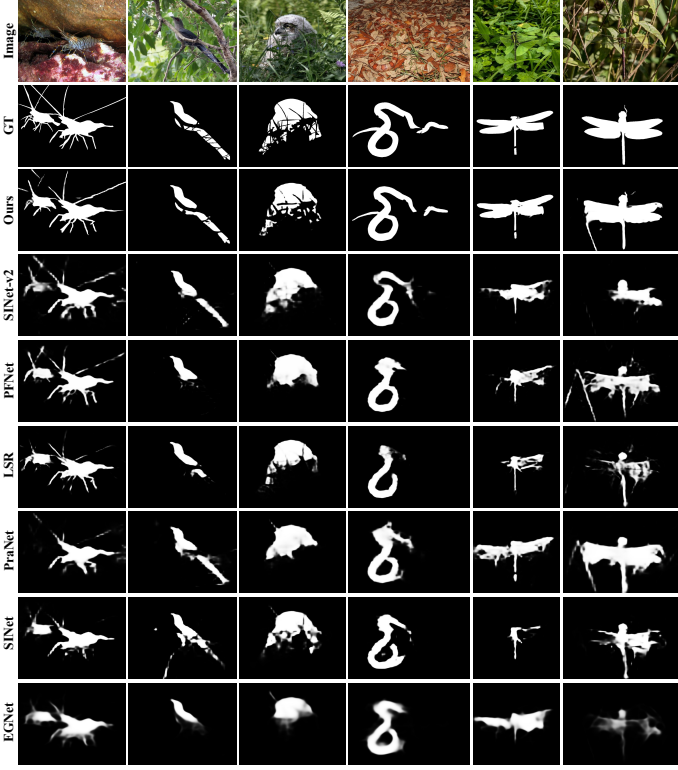 Image
GT
Ours
SINet-v2
PFNet
LSR
PraNet
SINet
EGNet